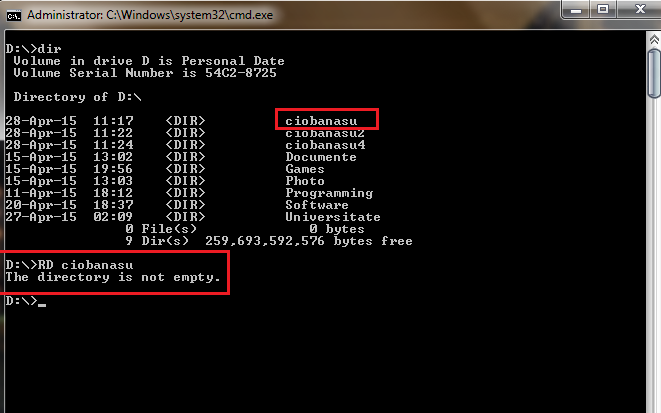 Administrator: C:\Windows\system32\cmd.exe
D:\>dir
Volume in drive D is Personal Date
Volume Serial Number is 54C2-8725
Directory of D:\
28-Apr-15 11:17 <DIR> ciobanasu
28-Apr-15 11:22 <DIR> ciobanasu2
28-Apr-15 11:24 <DIR> ciobanasu4
15-Apr-15 13:02 <DIR> Documente
15-Apr-15 19:56 <DIR> Games
15-Apr-15 13:03 <DIR> Photo
11-Apr-15 18:12 <DIR> Programming
20-Apr-15 18:37 <DIR> Software
27-Apr-15 02:09 <DIR> Universitate
0 File(s) 0 bytes
9 Dir(s) 259,693,592,576 bytes free
D:\>RD ciobanasu
The directory is not empty.
D:\>_